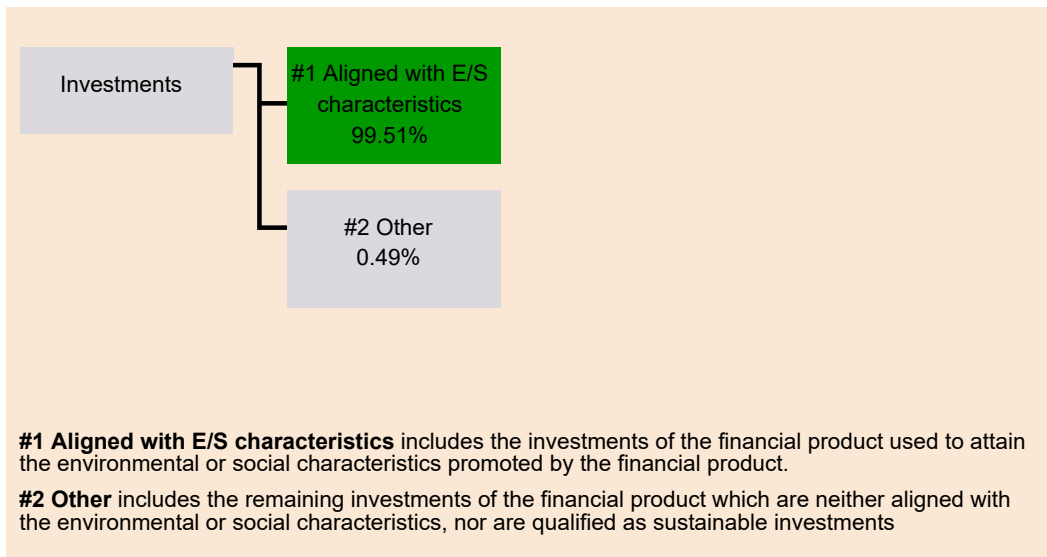 Investments
#1 Aligned with E/S
characteristics
99.51%
#2 Other
0.49%
#1 Aligned with E/S characteristics includes the investments of the financial product used to attain
the environmental or social characteristics promoted by the financial product.
#2 Other includes the remaining investments of the financial product which are neither aligned with
the environmental or social characteristics, nor are qualified as sustainable investments